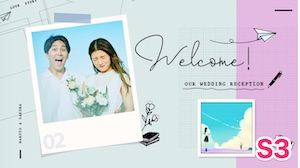 Welcome!
OUR WEDDING RECEPTION
02
S3